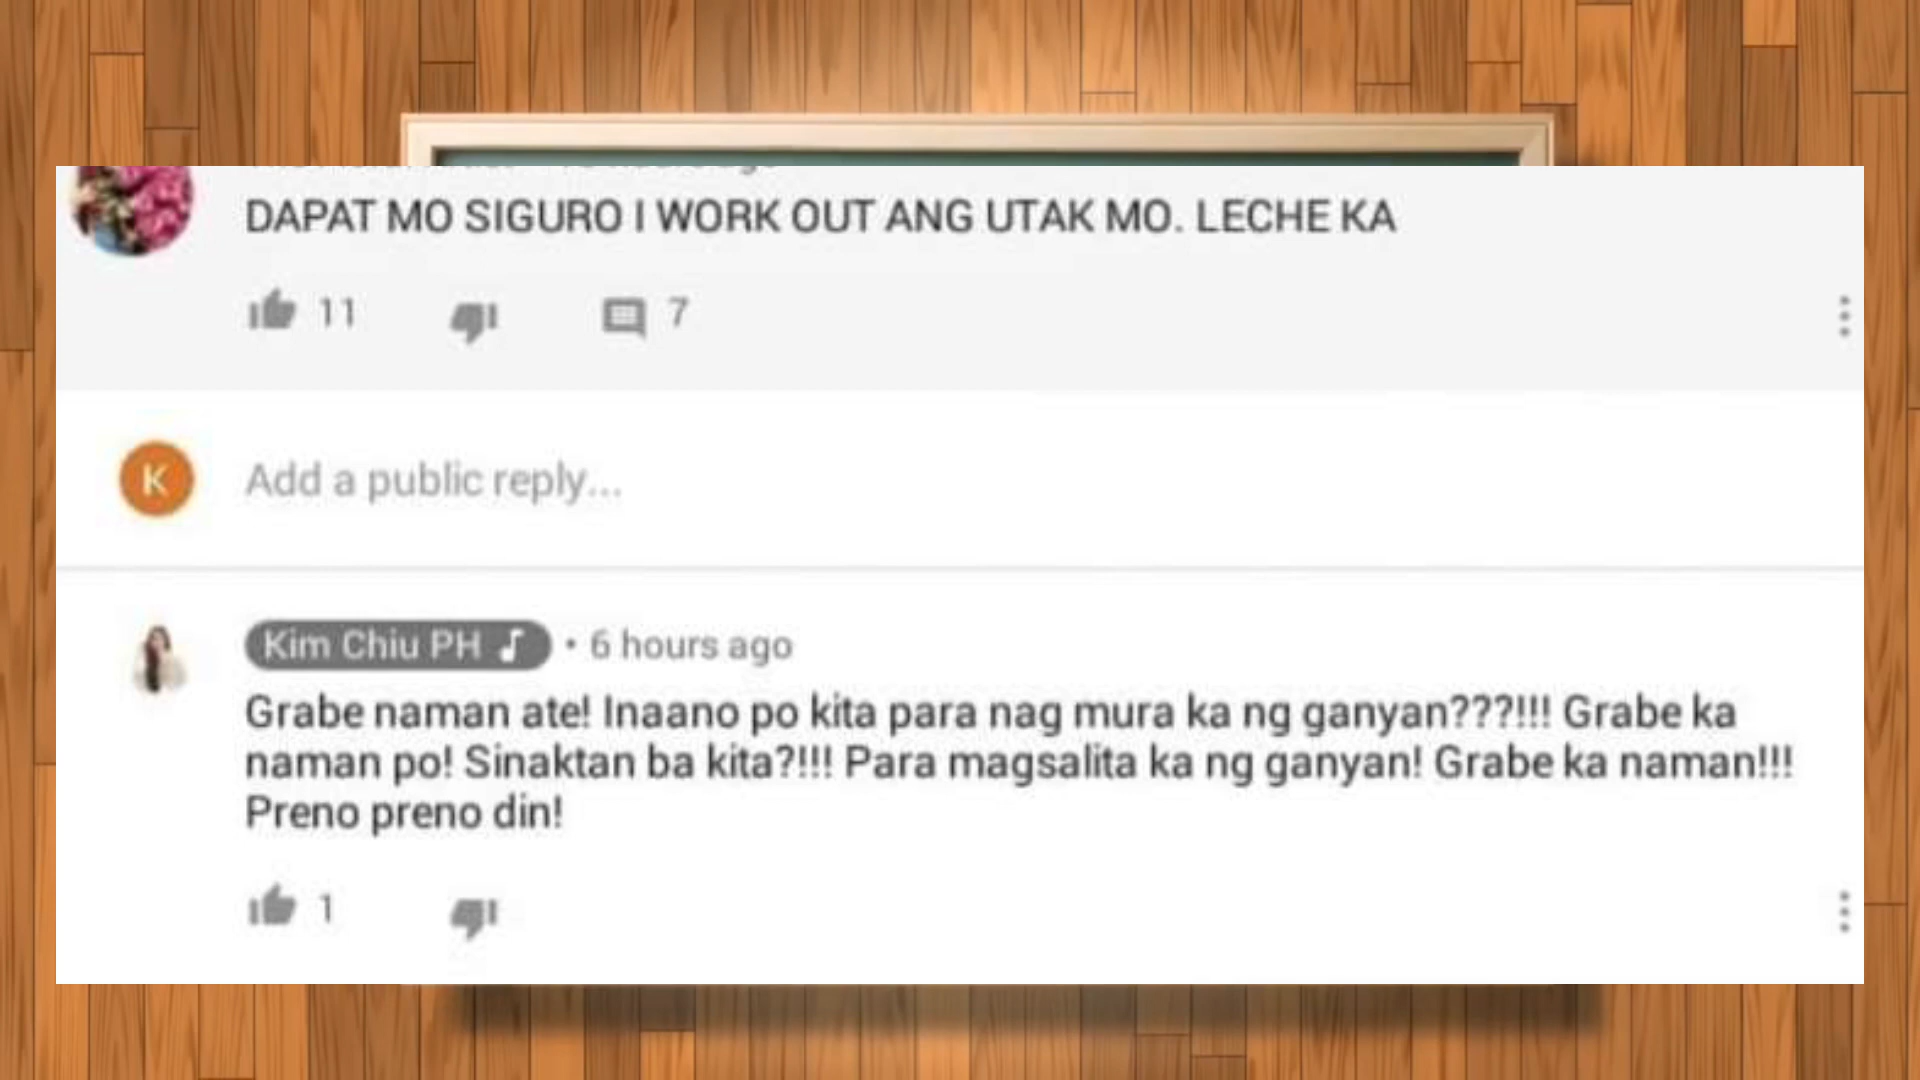 DAPAT MO SIGURO I WORK OUT ANG UTAK MO. LECHE KA
11
7
K
Add a public reply...
Kim Chiu PH • 6 hours ago
Grabe naman ate! Inaano po kita para nag mura ka ng ganyan???!!! Grabe ka
naman po! Sinaktan ba kita?!!! Para magsalita ka ng ganyan! Grabe ka naman!!!
Preno preno din!
1